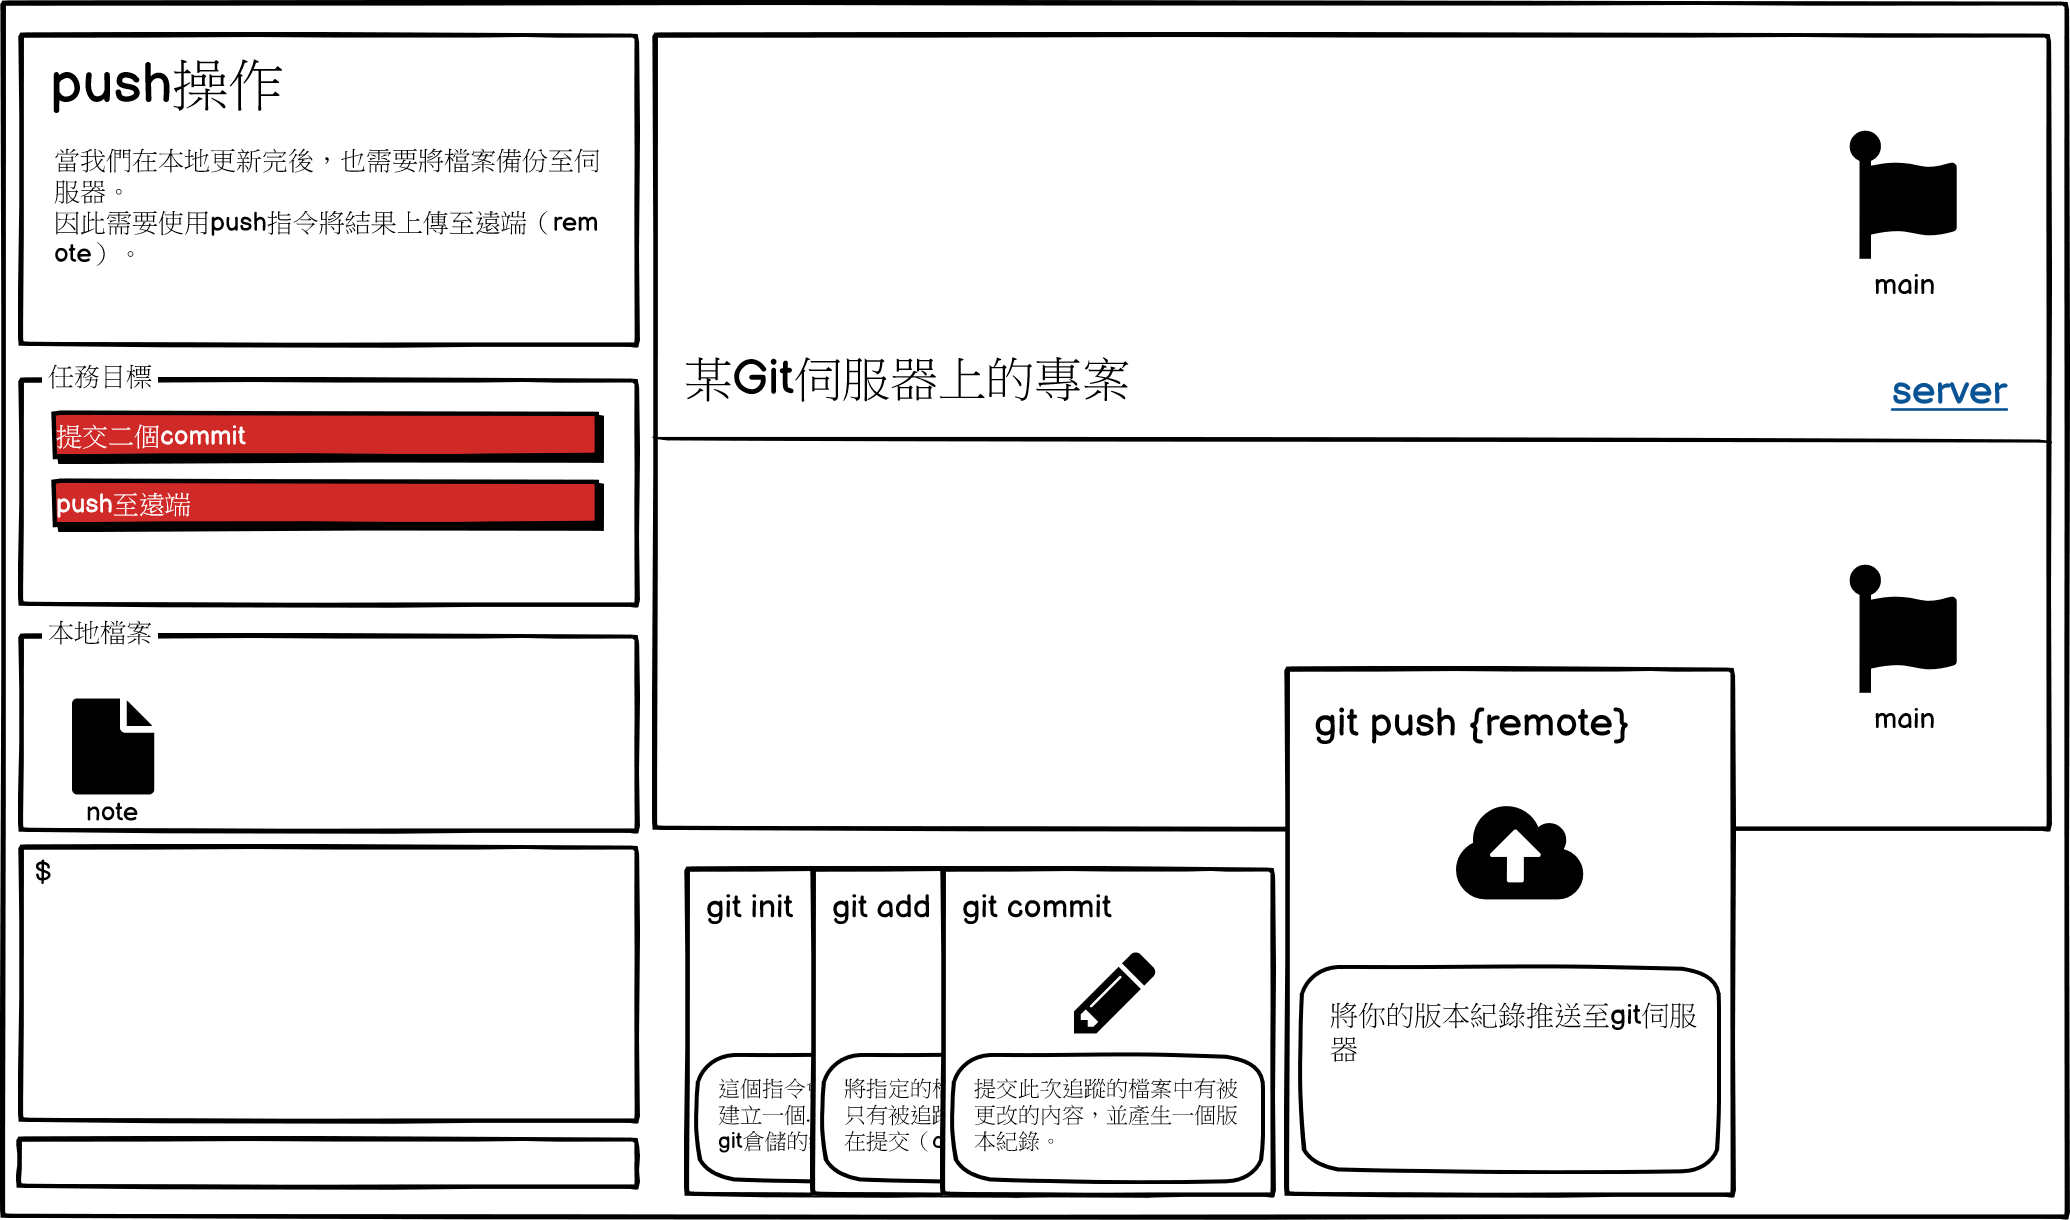 push操作
當我們在本地更新完後，也需要將檔案備份至伺
服器。
因此需要使用push指令將結果上傳至遠端（rem
ote）。
任務目標
提交二個commit
push至遠端
本地檔案
note
$
main
某Git伺服器上的專案
server
main
git init
這個指令
建立一個
git倉儲的
git add
將指定的
只有被追
在提交（
git commit
提交此次追蹤的檔案中有被
更改的內容，並產生一個版
本紀錄。
git push {remote}
將你的版本紀錄推送至git伺服
器